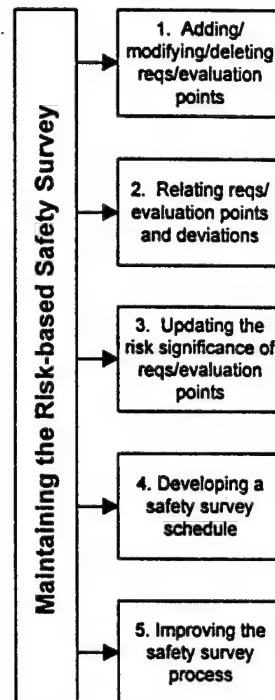 Maintaining the Risk-based Safety Survey
1. Adding/
modifying/deleting
reqs/evaluation
points
2. Relating reqs/
evaluation points
and deviations
3. Updating the
risk significance of
reqs/evaluation
points
4. Developing a
safety survey
schedule
5. Improving the
safety survey
process